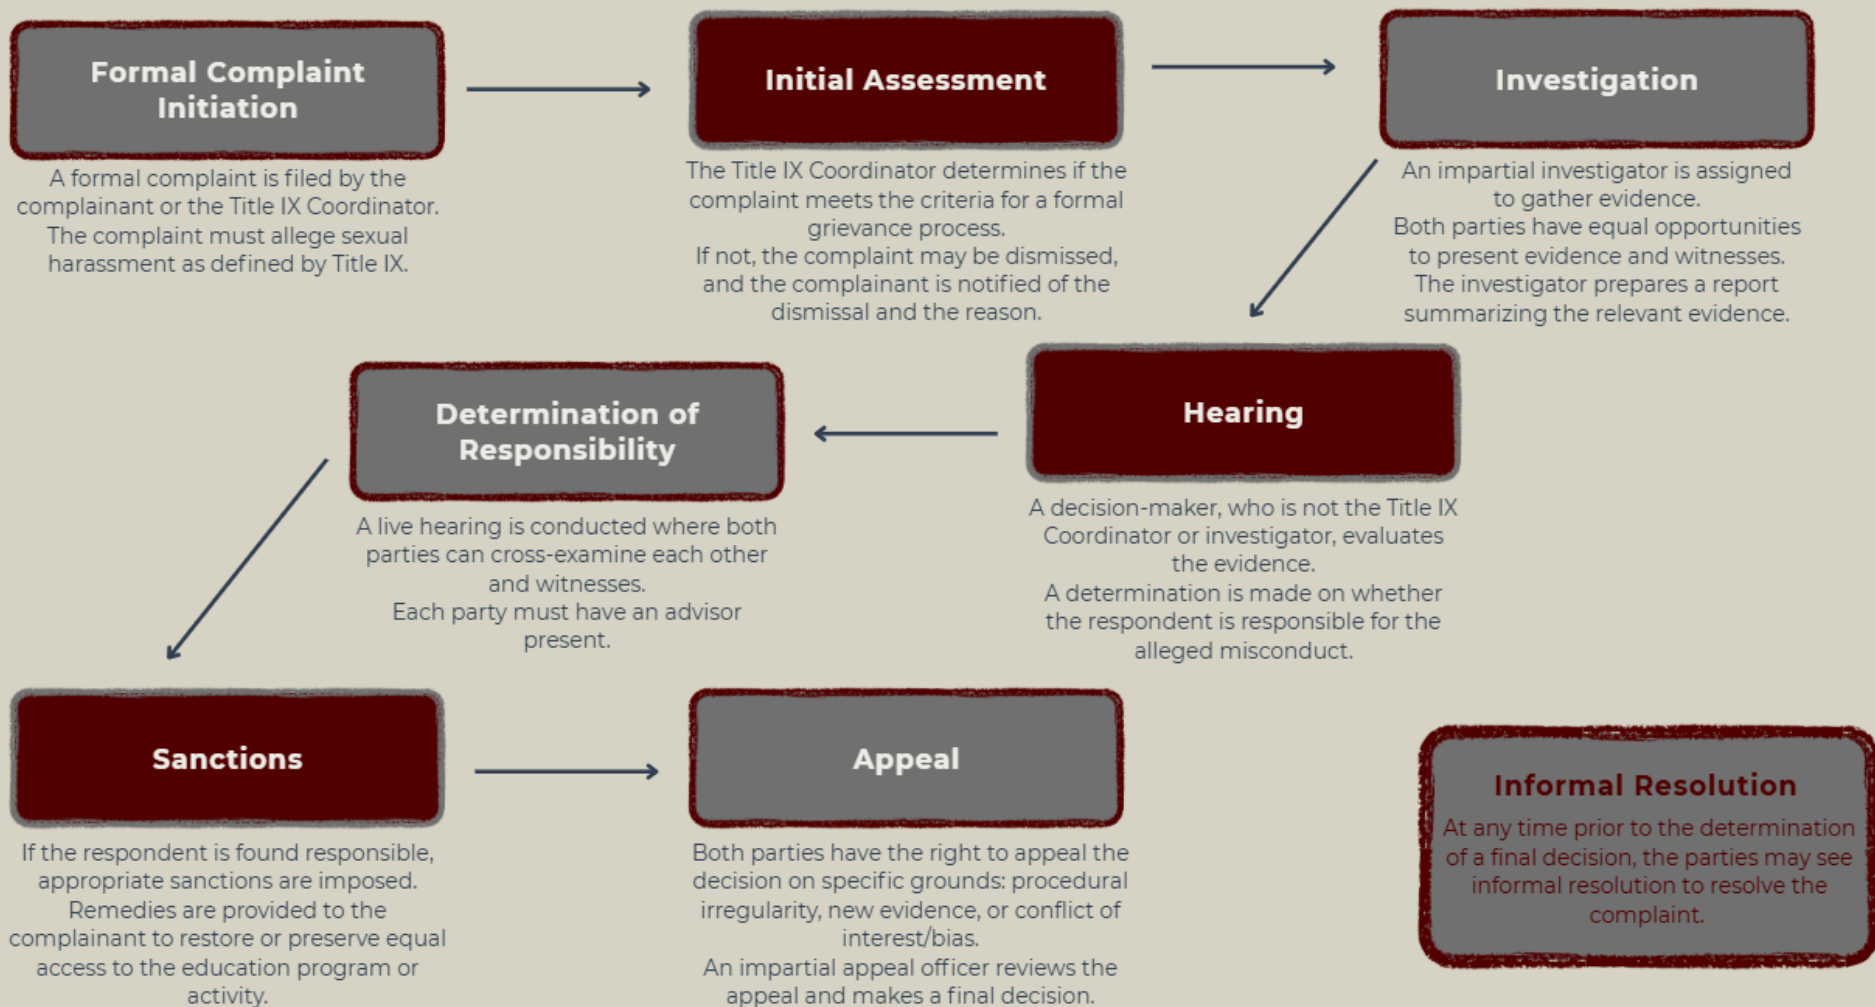 Formal Complaint
Initiation
A formal complaint is filed by the
complainant or the Title IX Coordinator.
The complaint must allege sexual
harassment as defined by Title IX.
Initial Assessment
The Title IX Coordinator determines if the
complaint meets the criteria for a formal
grievance process.
If not, the complaint may be dismissed,
and the complainant is notified of the
dismissal and the reason.
Investigation
An impartial investigator is assigned
to gather evidence.
Both parties have equal opportunities
to present evidence and witnesses.
The investigator prepares a report
summarizing the relevant evidence.
Hearing
A decision-maker, who is not the Title IX
Coordinator or investigator, evaluates
the evidence.
A determination is made on whether
the respondent is responsible for the
alleged misconduct.
Determination of
Responsibility
A live hearing is conducted where both
parties can cross-examine each other
and witnesses.
Each party must have an advisor
present.
Sanctions
If the respondent is found responsible,
appropriate sanctions are imposed.
Remedies are provided to the
complainant to restore or preserve equal
access to the education program or
activity.
Appeal
Both parties have the right to appeal the
decision on specific grounds: procedural
irregularity, new evidence, or conflict of
interest/bias.
An impartial appeal officer reviews the
appeal and makes a final decision.
Informal Resolution
At any time prior to the determination
of a final decision, the parties may see
informal resolution to resolve the
complaint.